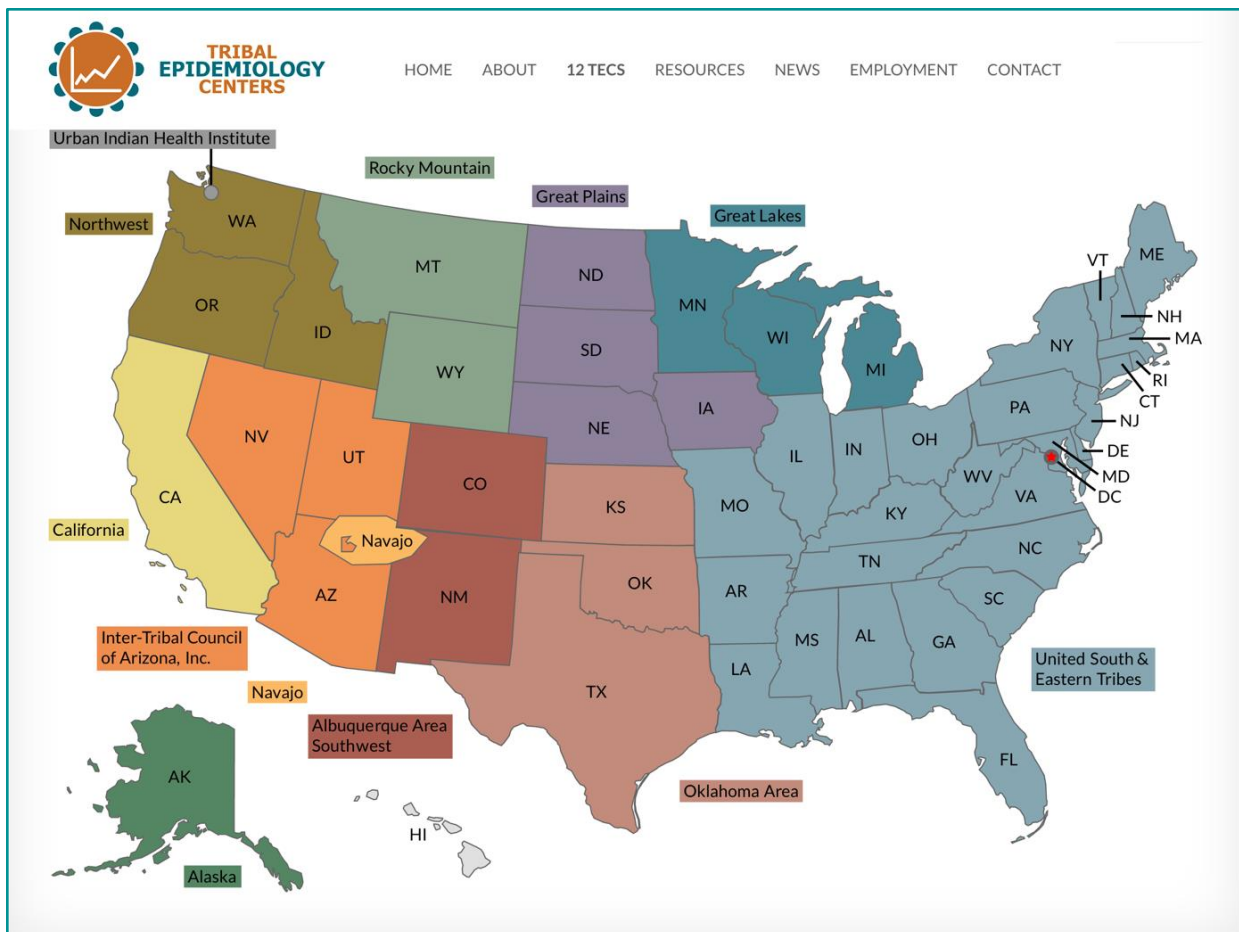 TRIBAL
EPIDEMIOLOGY
CENTERS
HOME ABOUT 12 TECS RESOURCES NEWS EMPLOYMENT CONTACT
Urban Indian Health Institute
Rocky Mountain
Great Plains
Great Lakes
Northwest
WA
OR
ID
MT
WY
ND
SD
NE
IA
MN
WI
MI
VT
ME
NH
MA
NY
RI
CT
PA
NJ
DE
MD
DC
OH
IN
IL
WV
VA
KY
MO
NV
UT
CO
KS
CA
California
Navajo
AZ
NM
OK
AR
TN
NC
SC
MS
AL
GA
LA
TX
FL
Inter-Tribal Council
of Arizona, Inc.
Navajo
Albuquerque Area
Southwest
United South &
Eastern Tribes
Oklahoma Area
AK
Alaska
HI